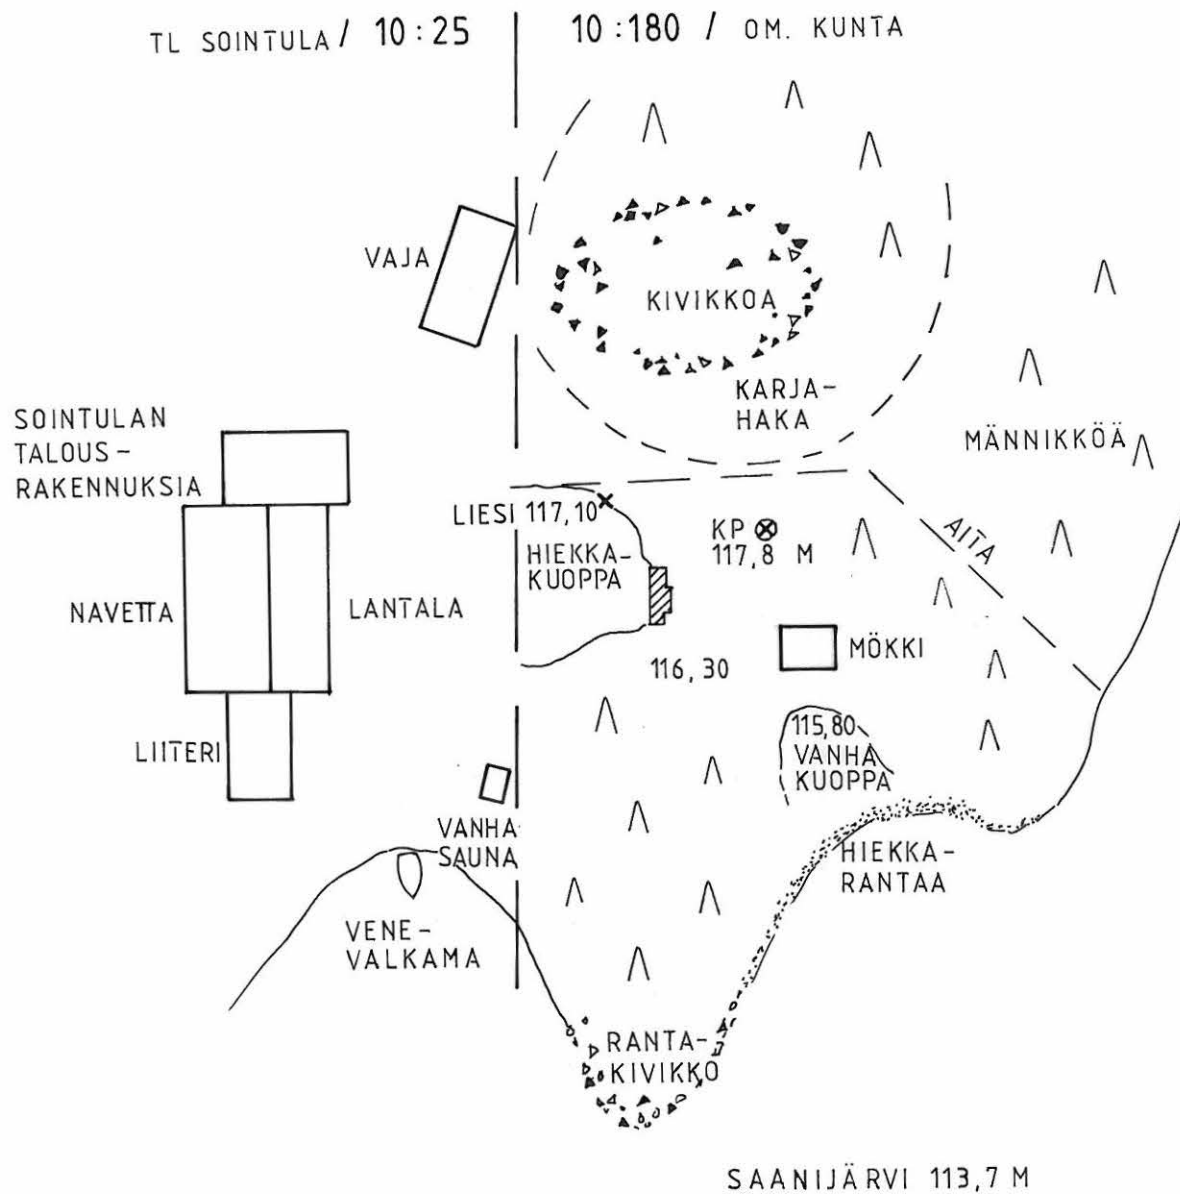 TL SOINTULA / 10:25
10:180 / OM. KUNTA
VAJA
KIVIKKOA
KARJA-
HAKA
MÄNNIKKÖÄ
SOINTULAN
TALOUS-
RAKENNUKSIA
LIESI 117,10
HIEKKA-
KUOPPA
KP
117,8 M
AITA
NAVETTA
LANTALA
MÖKKI
116,30
115,80
VANHA
KUOPPA
LIITERI
VANHA
SAUNA
HIEKKA-
RANTAA
VENE-
VALKAMA
RANTA-
KIVIKKO
SAANIJÄRVI 113,7 M